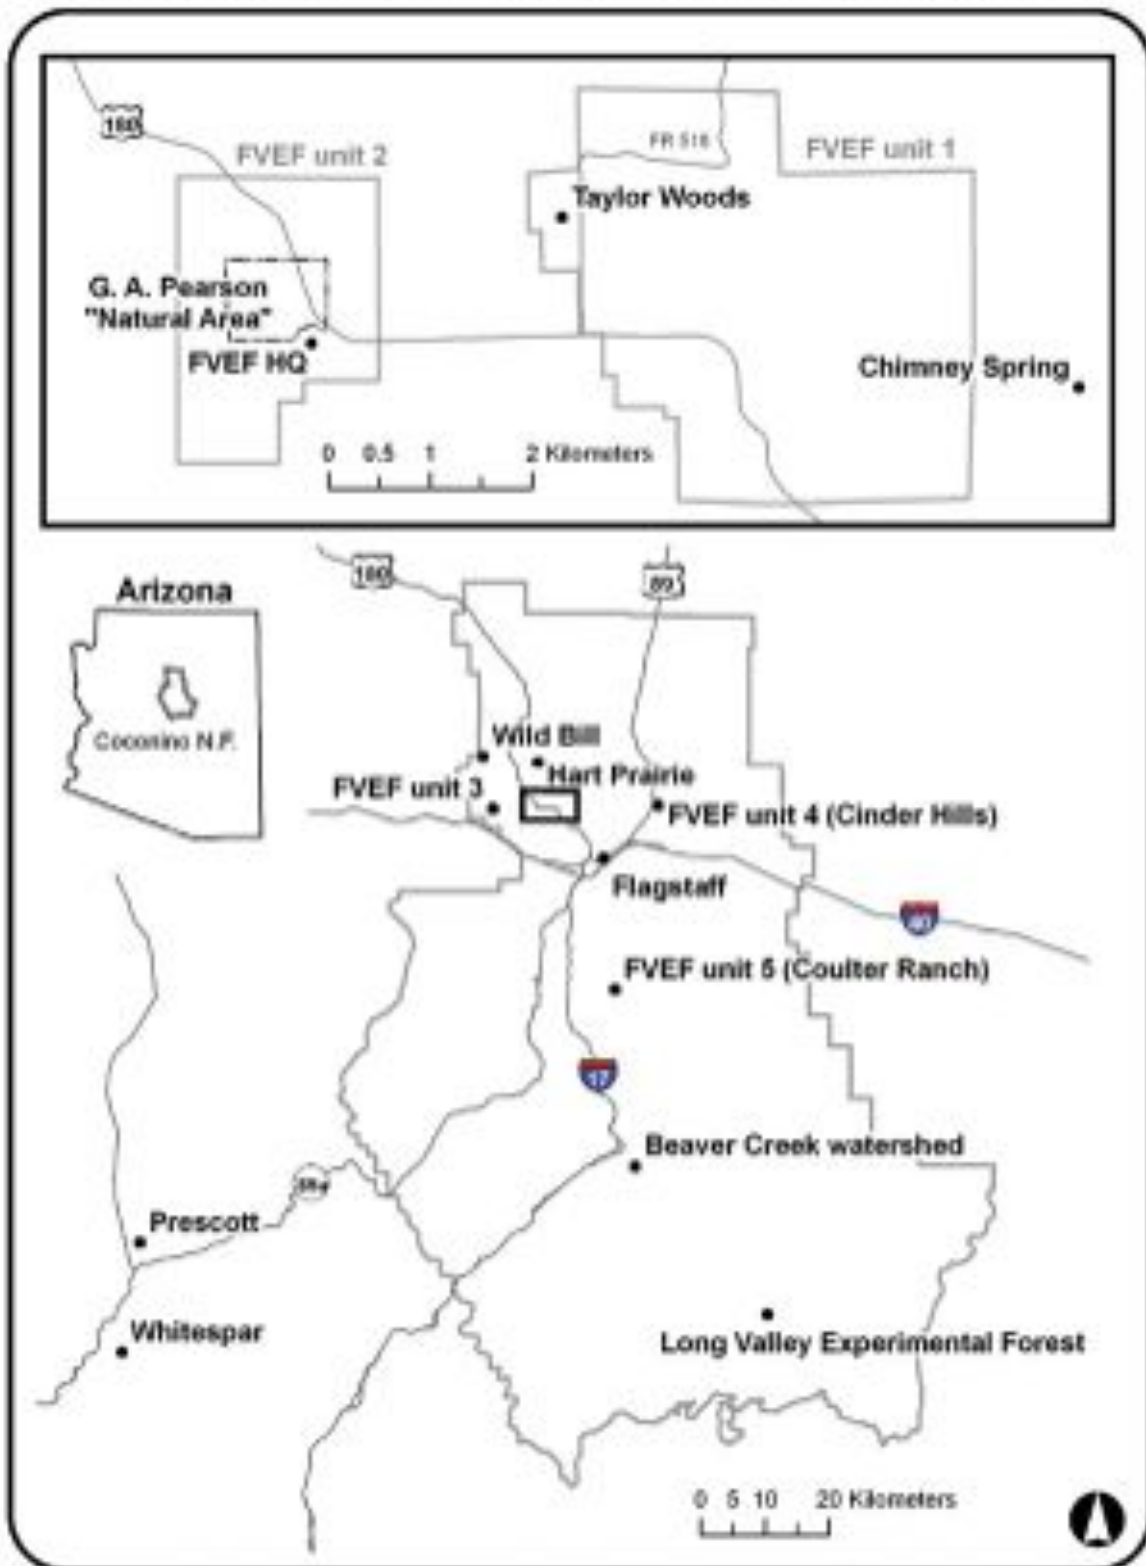 180
FVEF unit 2
FR 516
FVEF unit 1
Taylor Woods
G. A. Pearson
"Natural Area"
FVEF HQ
Chimney Spring
0 0.5 1 2 Kilometers
Arizona
Coconino N.F.
180
89
Wild Bill
Hart Prairie
FVEF unit 3
FVEF unit 4 (Cinder Hills)
Flagstaff
40
FVEF unit 5 (Coulter Ranch)
17
Beaver Creek watershed
Prescott
Whitespar
Long Valley Experimental Forest
0 5 10 20 Kilometers